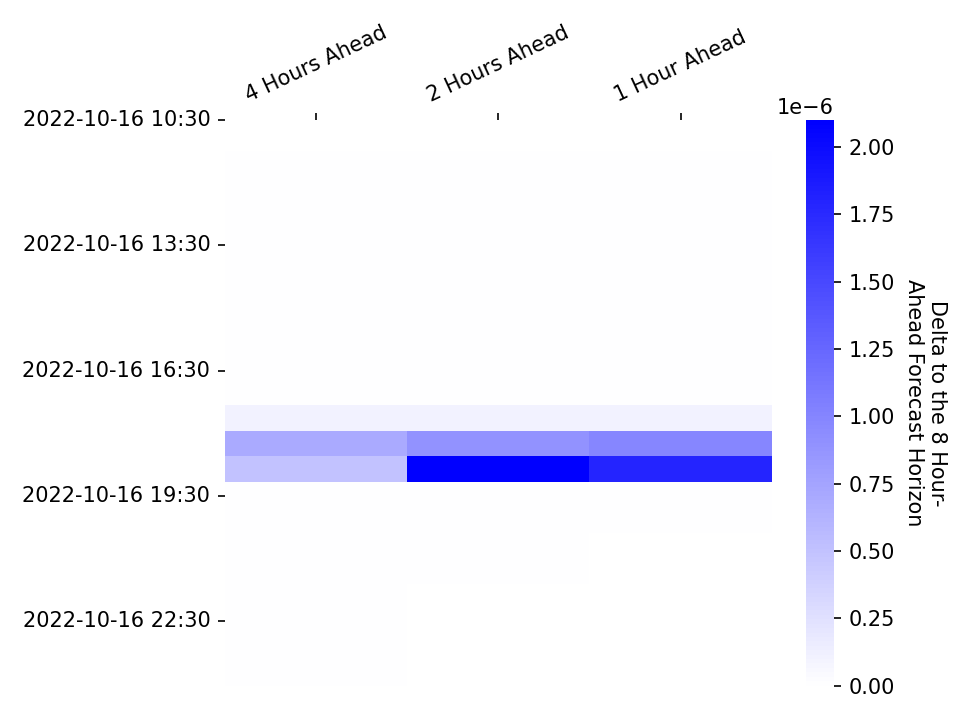 4 Hours Ahead
2 Hours Ahead
1 Hour Ahead
2022-10-16 10:30
2022-10-16 13:30
2022-10-16 16:30
2022-10-16 19:30
2022-10-16 22:30
1e−6
2.00
1.75
1.50
1.25
1.00
0.75
0.50
0.25
0.00
Delta to the 8 Hour-
Ahead Forecast Horizon